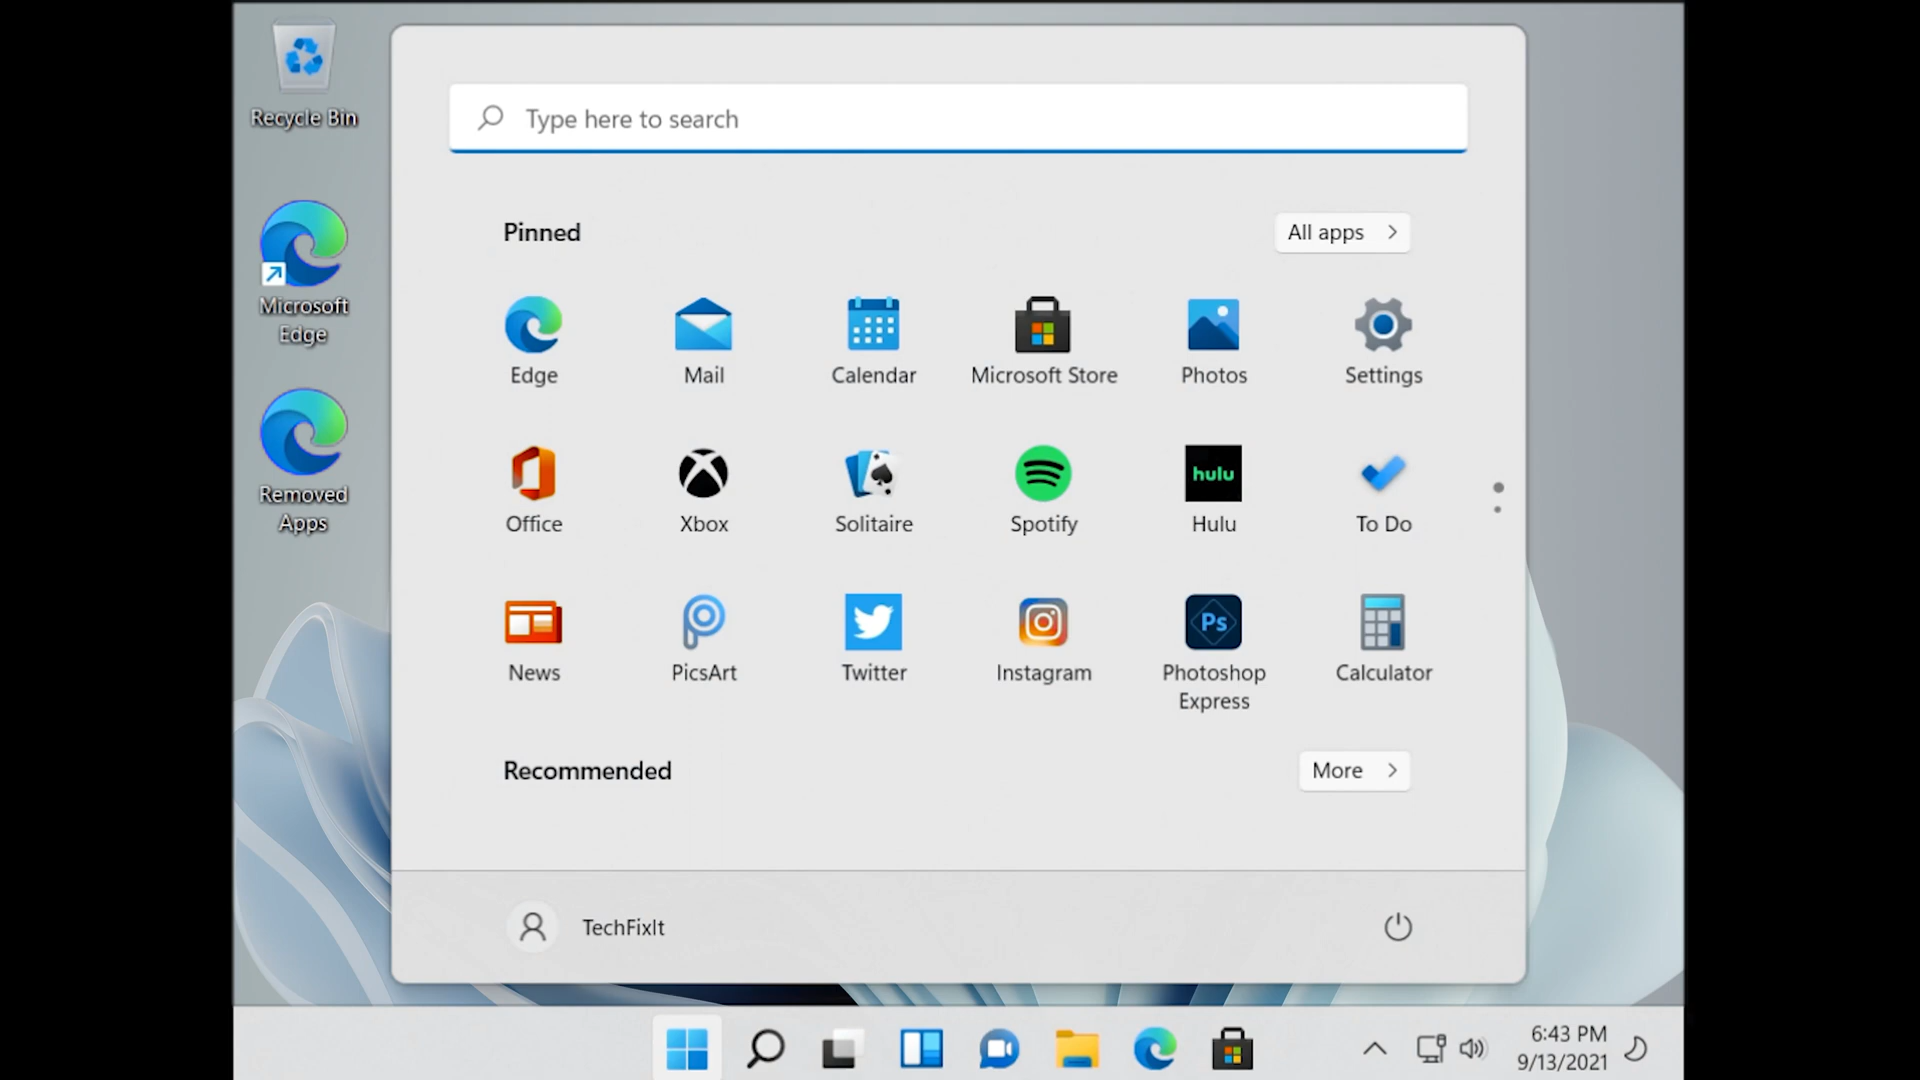 Recycle Bin
Microsoft
Edge
Removed
Apps
Type here to search
Pinned
All apps
Edge
Mail
Calendar
Microsoft Store
Photos
Settings
Office
Xbox
Solitaire
Spotify
hulu
Hulu
To Do
News
PicsArt
Twitter
Instagram
Ps
Photoshop
Express
Calculator
Recommended
More
TechFixIt
6:43 PM
9/13/2021